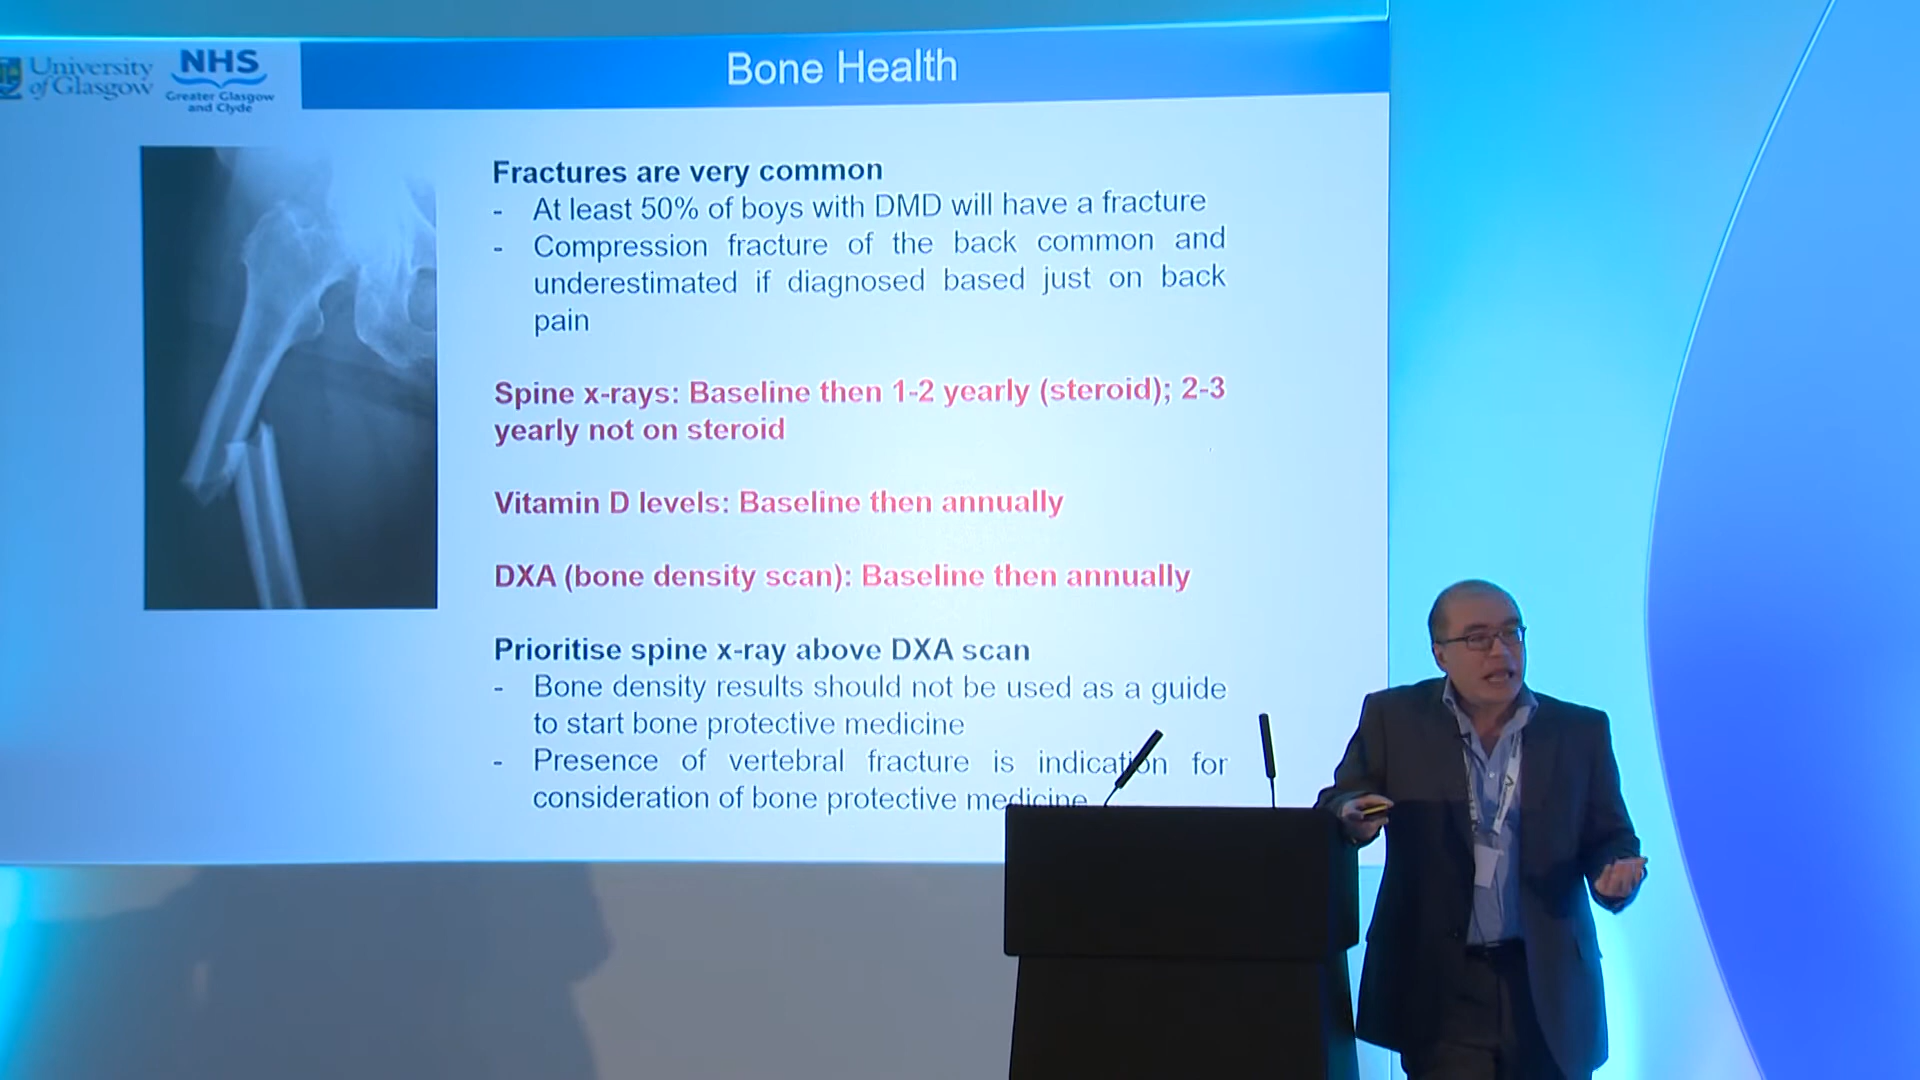 University
of Glasgow
NHS
Greater Glasgow
and Clyde
Bone Health
Fractures are very common
- At least 50% of boys with DMD will have a fracture
- Compression fracture of the back common and
underestimated if diagnosed based just on back
pain
Spine x-rays: Baseline then 1-2 yearly (steroid); 2-3
yearly not on steroid
Vitamin D levels: Baseline then annually
DXA (bone density scan): Baseline then annually
Prioritise spine x-ray above DXA scan
- Bone density results should not be used as a guide
to start bone protective medicine
- Presence of vertebral fracture is indication for
consideration of bone protective medicine